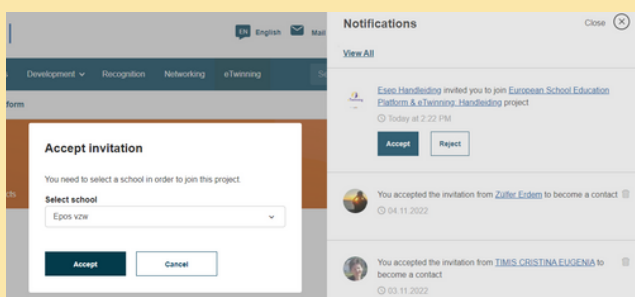 EN English Mail
s Development Recognition Networking eTwinning Se
form
cts
Accept invitation
You need to select a school in order to join this project.
Select school
Epos vzw
Accept Cancel
Notifications Close
View All
Esep Handleiding invited you to join European School Education
Platform & eTwinning: Handleiding project
Today at 2:22 PM
Accept Reject
You accepted the invitation from Zülfer Erdem to become a contact
04.11.2022
You accepted the invitation from TIMIS CRISTINA EUGENIA to
become a contact
03.11.2022